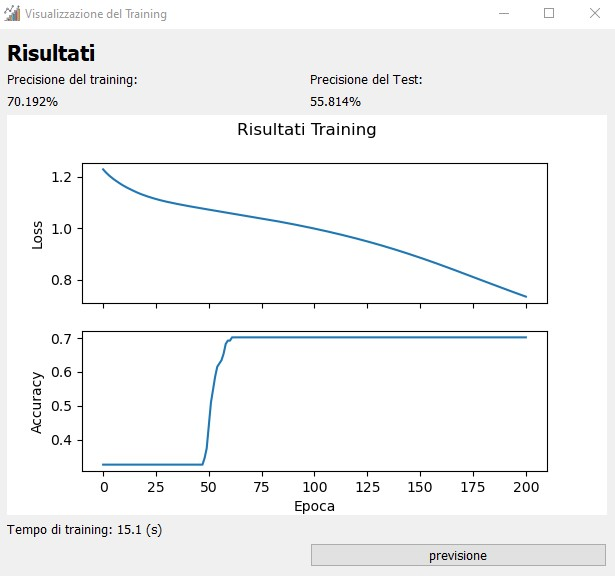 Visualizzazione del Training
Risultati
Precisione del training:
Precisione del Test:
70.192%
55.814%
Risultati Training
1.2
1.0
0.8
Loss
0.7
0.6
0.5
0.4
Accuracy
0 25 50 75 100 125 150 175 200
Epoca
Tempo di training: 15.1 (s)
previsione